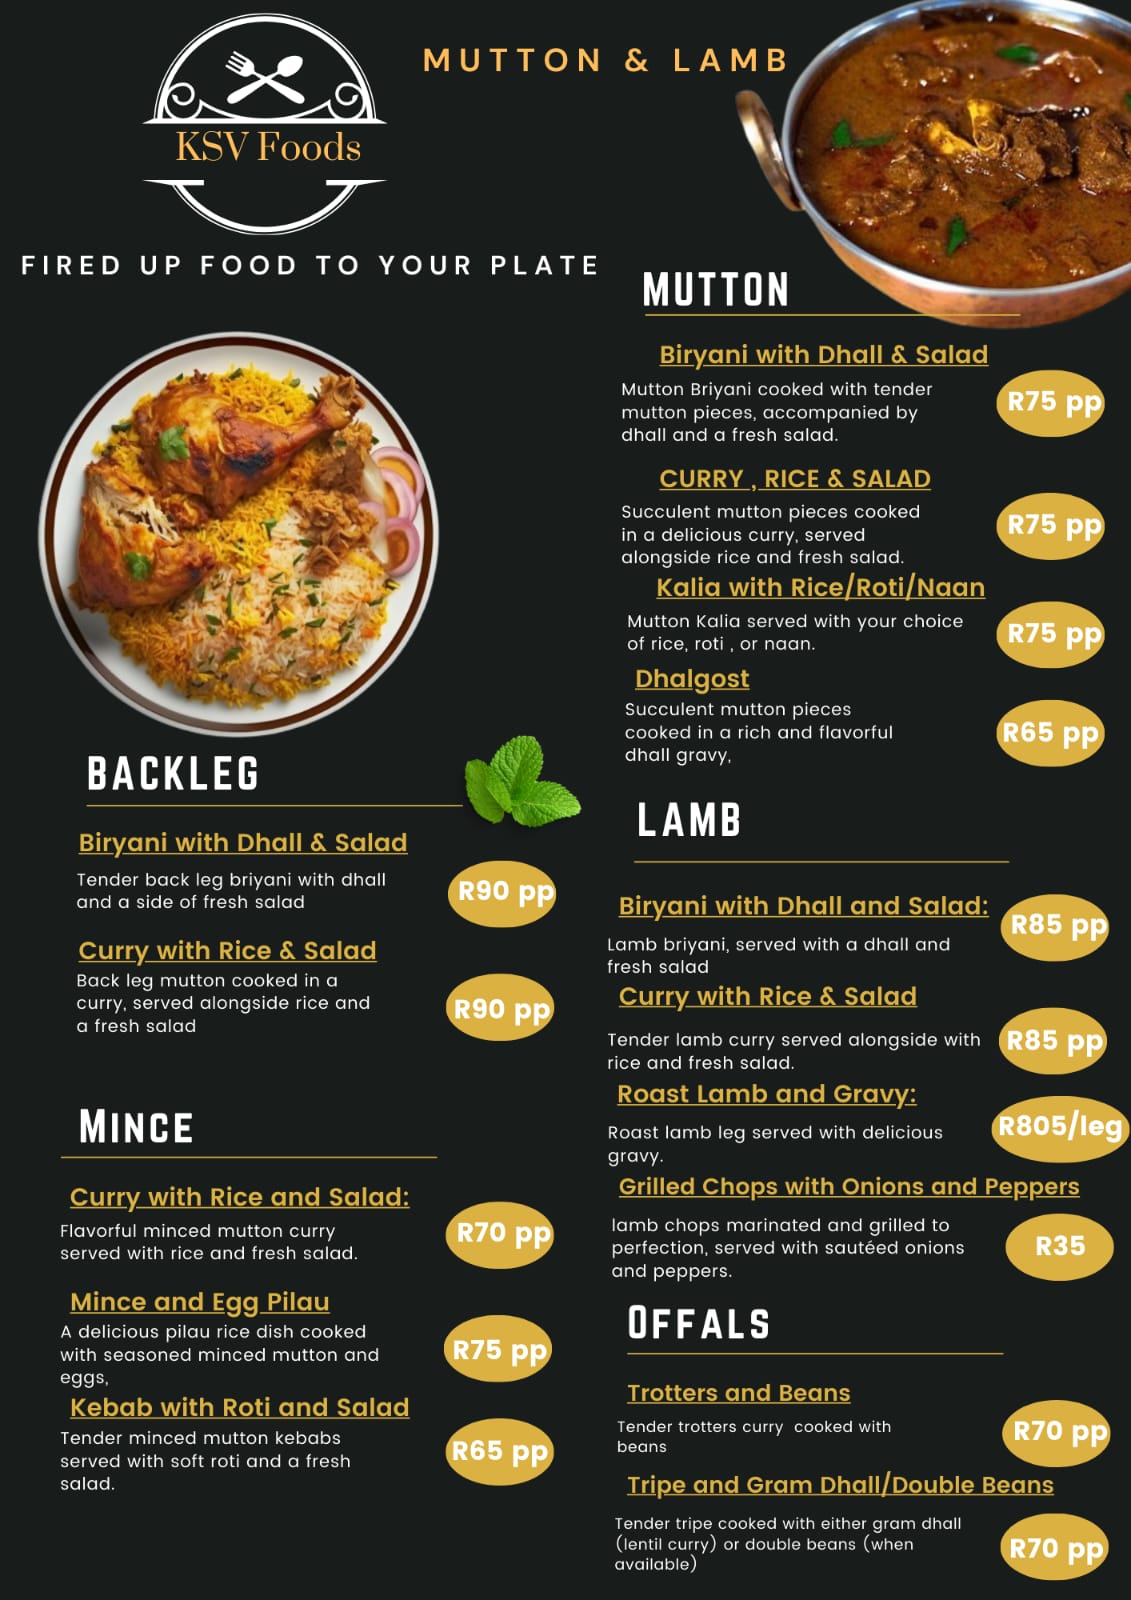 KSV Foods
MUTTON & LAMB
FIRED UP FOOD TO YOUR PLATE
BACKLEG
Biryani with Dhall & Salad
Tender back leg briyani with dhall
and a side of fresh salad
R90 pp
Curry with Rice & Salad
Back leg mutton cooked in a
curry, served alongside rice and
a fresh salad
R90 pp
MINCE
Curry with Rice and Salad:
Flavorful minced mutton curry
served with rice and fresh salad.
R70 pp
Mince and Egg Pilau
A delicious pilau rice dish cooked
with seasoned minced mutton and
eggs,
R75 pp
Kebab with Roti and Salad
Tender minced mutton kebabs
served with soft roti and a fresh
salad.
R65 pp
MUTTON
Biryani with Dhall & Salad
Mutton Briyani cooked with tender
mutton pieces, accompanied by
dhall and a fresh salad.
R75 pp
CURRY , RICE & SALAD
Succulent mutton pieces cooked
in a delicious curry, served
alongside rice and fresh salad.
R75 pp
Kalia with Rice/Roti/Naan
Mutton Kalia served with your choice
of rice, roti , or naan.
R75 pp
Dhalgost
Succulent mutton pieces
cooked in a rich and flavorful
dhall gravy,
R65 pp
LAMB
Biryani with Dhall and Salad:
Lamb briyani, served with a dhall and
fresh salad
R85 pp
Curry with Rice & Salad
Tender lamb curry served alongside with
rice and fresh salad.
R85 pp
Roast Lamb and Gravy:
Roast lamb leg served with delicious
gravy.
R805/leg
Grilled Chops with Onions and Peppers
lamb chops marinated and grilled to
perfection, served with sautéed onions
and peppers.
R35
OFFALS
Trotters and Beans
Tender trotters curry  cooked with
beans
R70 pp
Tripe and Gram Dhall/Double Beans
Tender tripe cooked with either gram dhall
(lentil curry) or double beans (when
available)
R70 pp